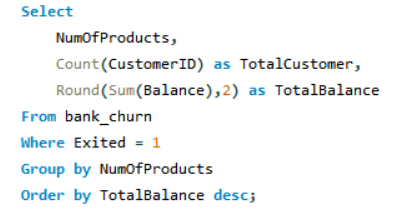 Select
NumOfProducts,
Count(CustomerID) as TotalCustomer,
Round(Sum(Balance),2) as TotalBalance
From bank_churn
Where Exited = 1
Group by NumOfProducts
Order by TotalBalance desc;